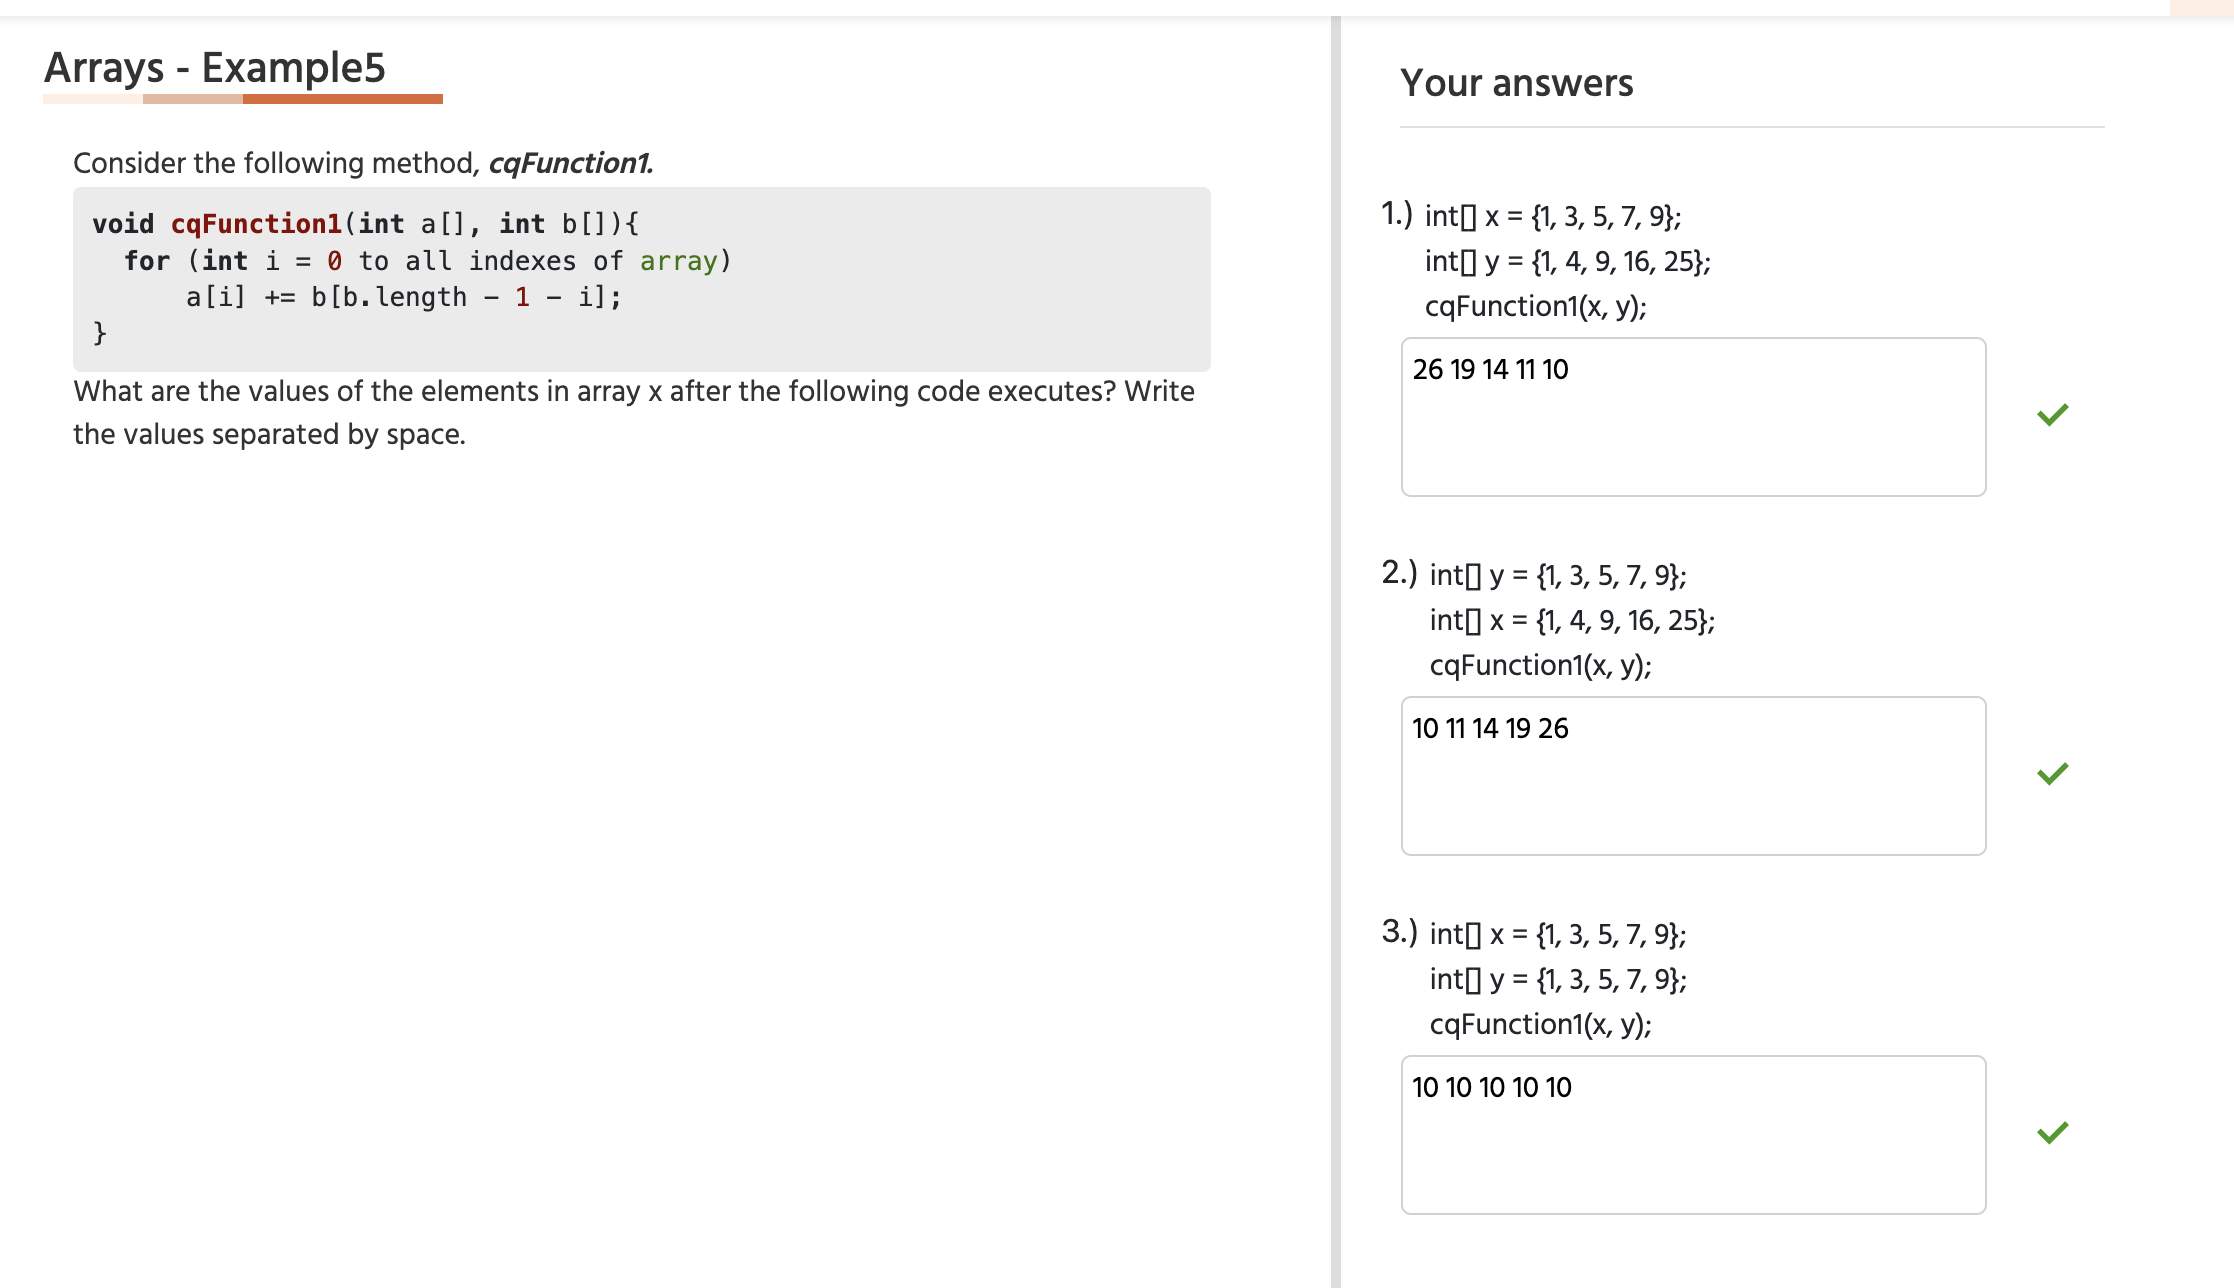 Arrays - Example5
Consider the following method, cqFunction1.
void cqFunction1(int a[], int b[]){
  for (int i = 0 to all indexes of array)
      a[i] += b[b.length - 1 - i];
}
What are the values of the elements in array x after the following code executes? Write
the values separated by space.
Your answers
1.) int[] x = {1, 3, 5, 7, 9};
int[] y = {1, 4, 9, 16, 25};
cqFunction1(x, y);
26 19 14 11 10
2.) int[] y = {1, 3, 5, 7, 9};
int[] x = {1, 4, 9, 16, 25};
cqFunction1(x, y);
10 11 14 19 26
3.) int[] x = {1, 3, 5, 7, 9};
int[] y = {1, 3, 5, 7, 9};
cqFunction1(x, y);
10 10 10 10 10